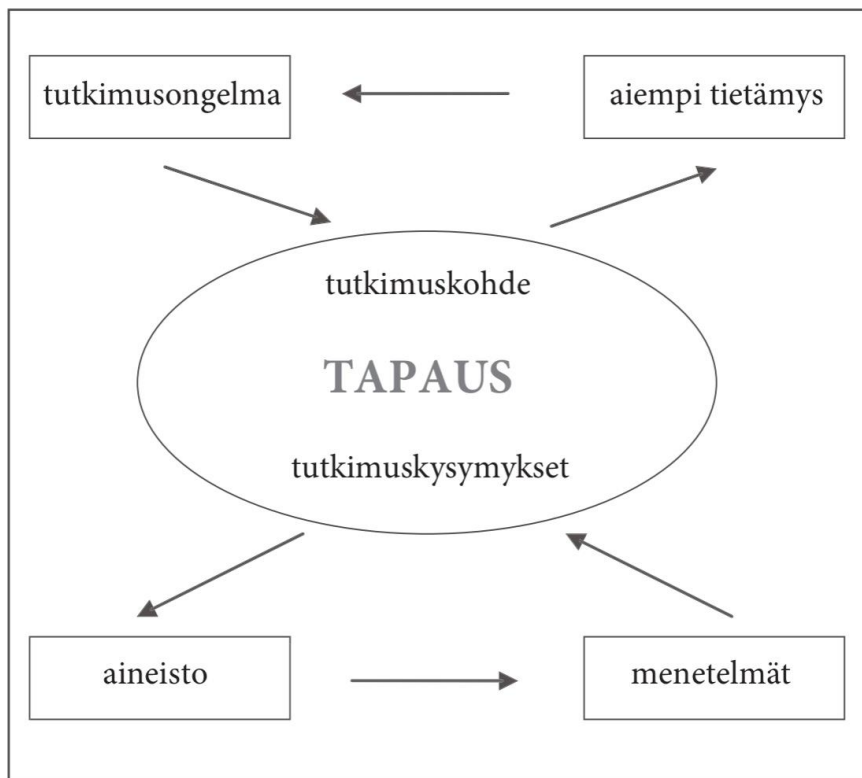 tutkimusongelma
aiempi tietämys
tutkimuskohde
TAPAUS
tutkimuskysymykset
aineisto
menetelmät